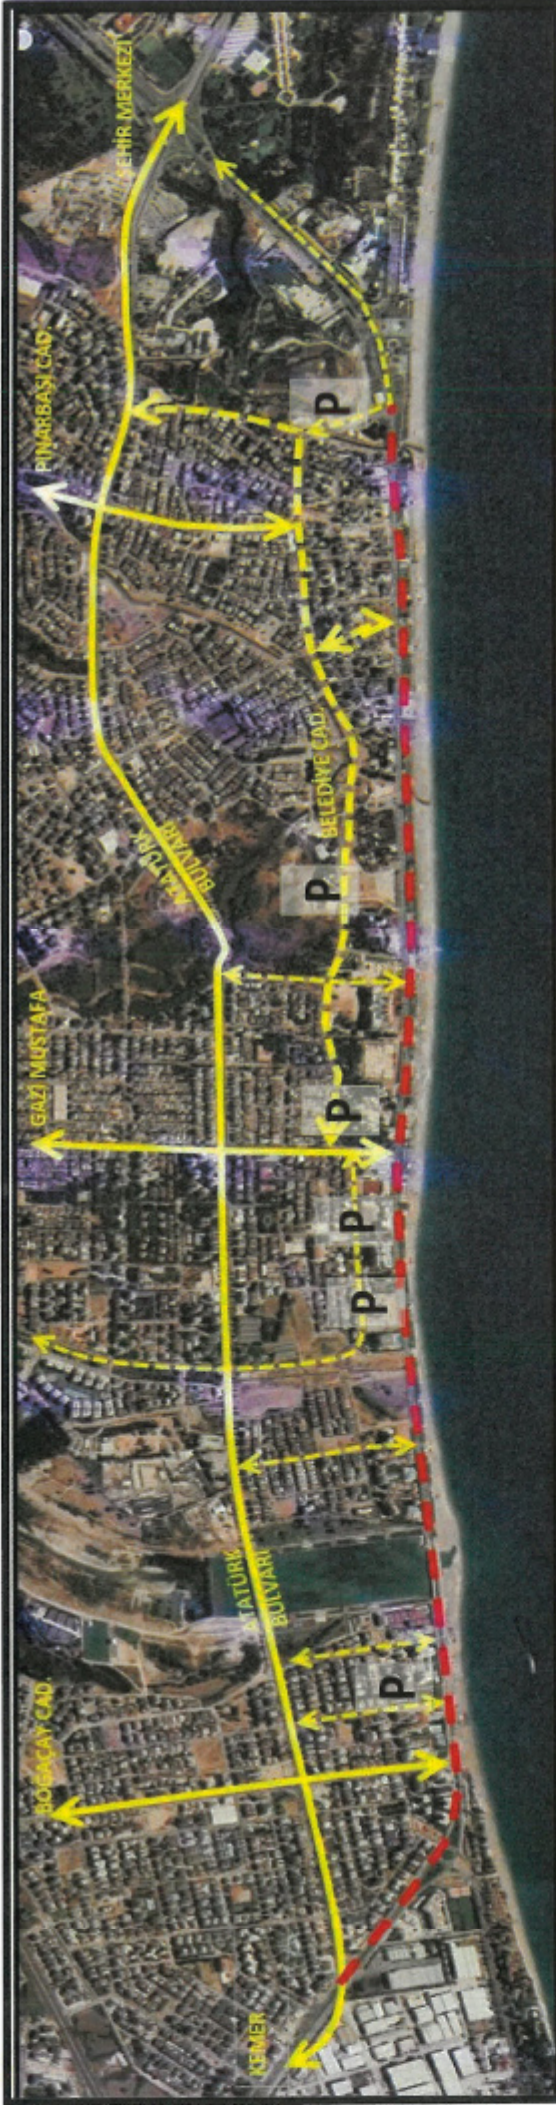 BOĞAÇAY CAD.
GAZİ MUSTAFA
PINARBAŞI CAD.
ŞEHİR MERKEZİ
ATATÜRK
BULVARI
KEMER
ATATÜRK
BULVARI
BELEDİYE CAD.
P
P
P
P
P
P